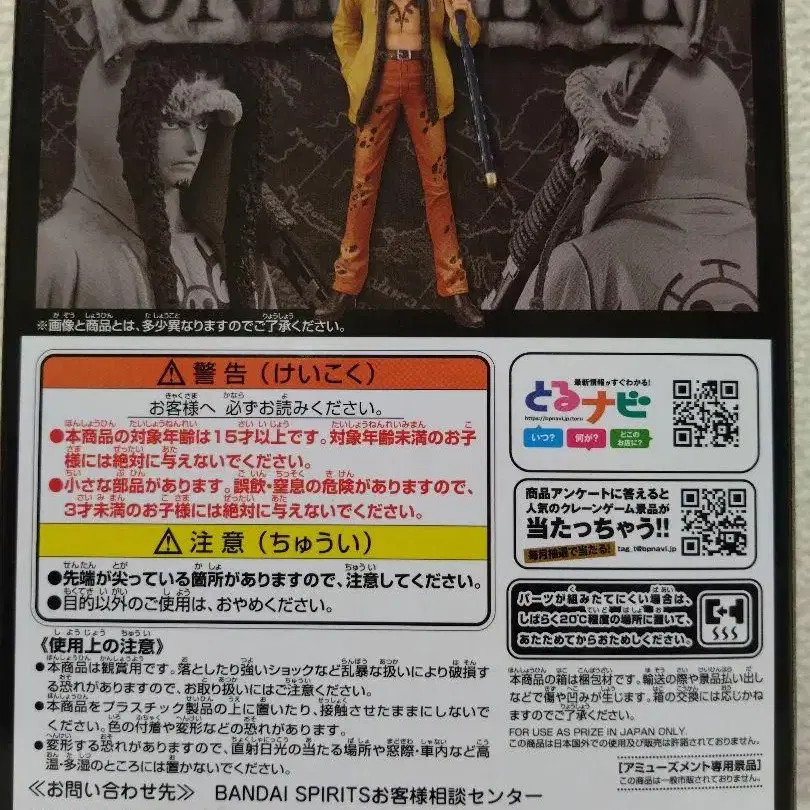 ONE PIECE
※画像と商品とは、多少異なりますのでご了承ください。
警告（けいこく）
お客様へ 必ずお読みください。
●本商品の対象年齢は15才以上です。対象年齢未満のお子
様には絶対に与えないでください。
●小さな部品があります。誤飲・窒息の危険がありますので、
3才未満のお子様には絶対に与えないでください。
注意（ちゅうい）
●先端が尖っている箇所がありますので、注意してください。
●目的以外のご使用は、おやめください。
《使用上の注意》
●本商品は観賞用です。落としたり強いショックなど乱暴な扱いにより破損す
る恐れがありますので、お取り扱いにはご注意ください。
●本商品をプラスチック製品の上に置いたり、接触させたままにしない
でください。色の付着や変形などの恐れがあります。
●変形する恐れがありますので、直射日光の当たる場所や窓際・車内など高
温・多湿のところには置かないでください。
≪お問い合わせ先≫ BANDAI SPIRITSお客様相談センター
最新情報がすぐわかる!
とるナビ
https://bpnavi.jp/toru
いつ?
何が?
どこの
お店に?
商品アンケートに答えると
人気のクレーンゲーム景品が
当たっちゃう!!
毎月抽選で当たる!
tag_t@bpnavi.jp
パーツが組みたてにくい場合は、
しばらく20℃程度の場所に置いて、
あたためてからお楽しみください。
本商品の箱は梱包材です。輸送の際や景品払い出し
などで傷や凹みが生じます。箱の交換には応じかね
ますのでご了承ください。
FOR USE AS PRIZE IN JAPAN ONLY.
この商品は日本国外での使用及び販売は許諾されておりません。
［アミューズメント専用景品］
この商品は一般市販されていません。